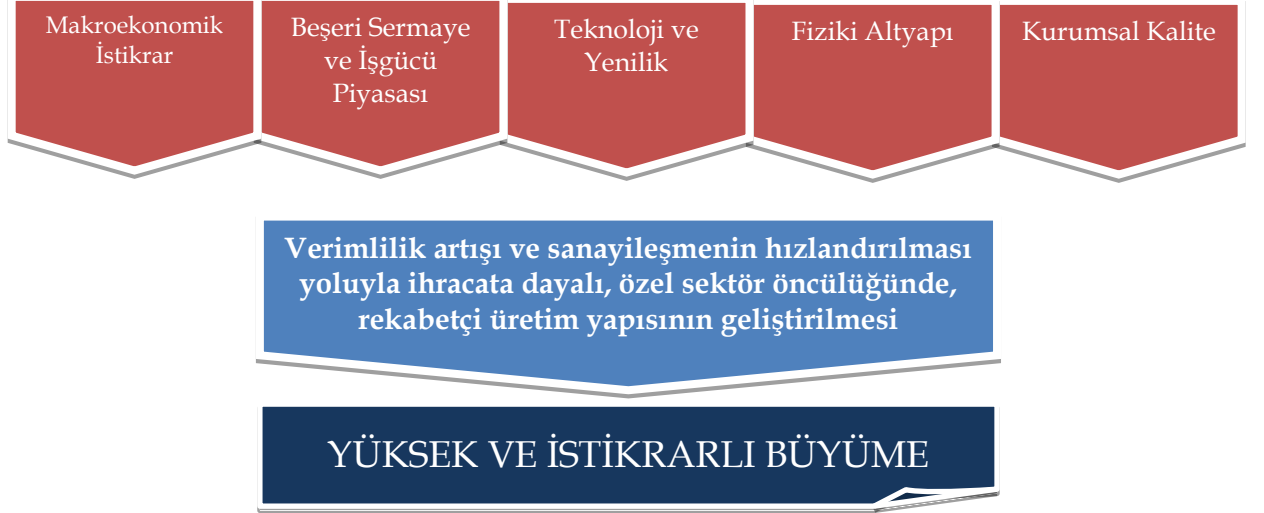 Makroekonomik
İstikrar
Beşeri Sermaye
ve İşgücü
Piyasası
Teknoloji ve
Yenilik
Fiziki Altyapı
Kurumsal Kalite
Verimlilik artışı ve sanayileşmenin hızlandırılması
yoluyla ihracata dayalı, özel sektör öncülüğünde,
rekabetçi üretim yapısının geliştirilmesi
YÜKSEK VE İSTİKRARLI BÜYÜME